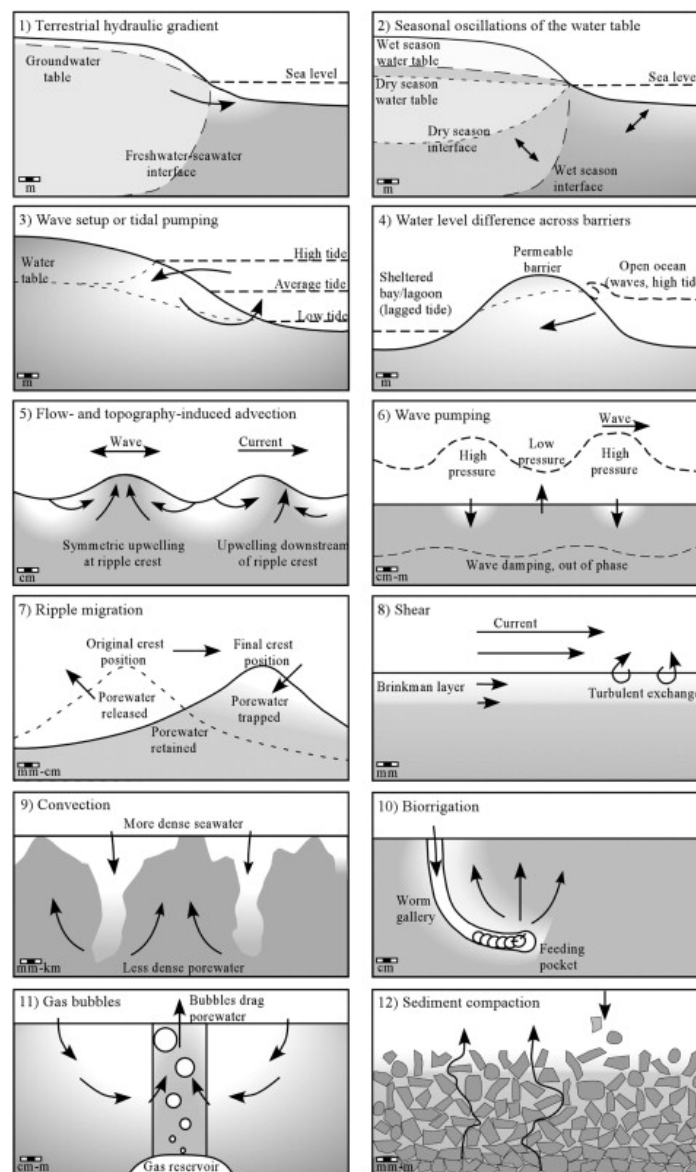 1) Terrestrial hydraulic gradient
Groundwater
table
Sea level
Freshwater-seawater
interface
m
2) Seasonal oscillations of the water table
Wet season
water table
Dry season
water table
Sea level
Dry season
interface
Wet season
interface
m
3) Wave setup or tidal pumping
Water
table
High tide
Average tide
Low tide
m
4) Water level difference across barriers
Permeable
barrier
Open ocean
(waves, high tide
Sheltered
bay/lagoon
(lagged tide)
m
5) Flow- and topography-induced advection
Wave
Current
Symmetric upwelling
at ripple crest
Upwelling downstream
of ripple crest
cm
6) Wave pumping
Wave
High
pressure
Low
pressure
High
pressure
Wave damping, out of phase
cm-m
7) Ripple migration
Original crest
position
Final crest
position
Porewater
released
Porewater
trapped
Porewater
retained
mm-cm
8) Shear
Current
Brinkman layer
Turbulent exchange
mm
9) Convection
More dense seawater
Less dense porewater
mm-km
10) Biorrigation
Worm
gallery
Feeding
pocket
cm
11) Gas bubbles
Bubbles drag
porewater
Gas reservoir
cm-m
12) Sediment compaction
mm-m